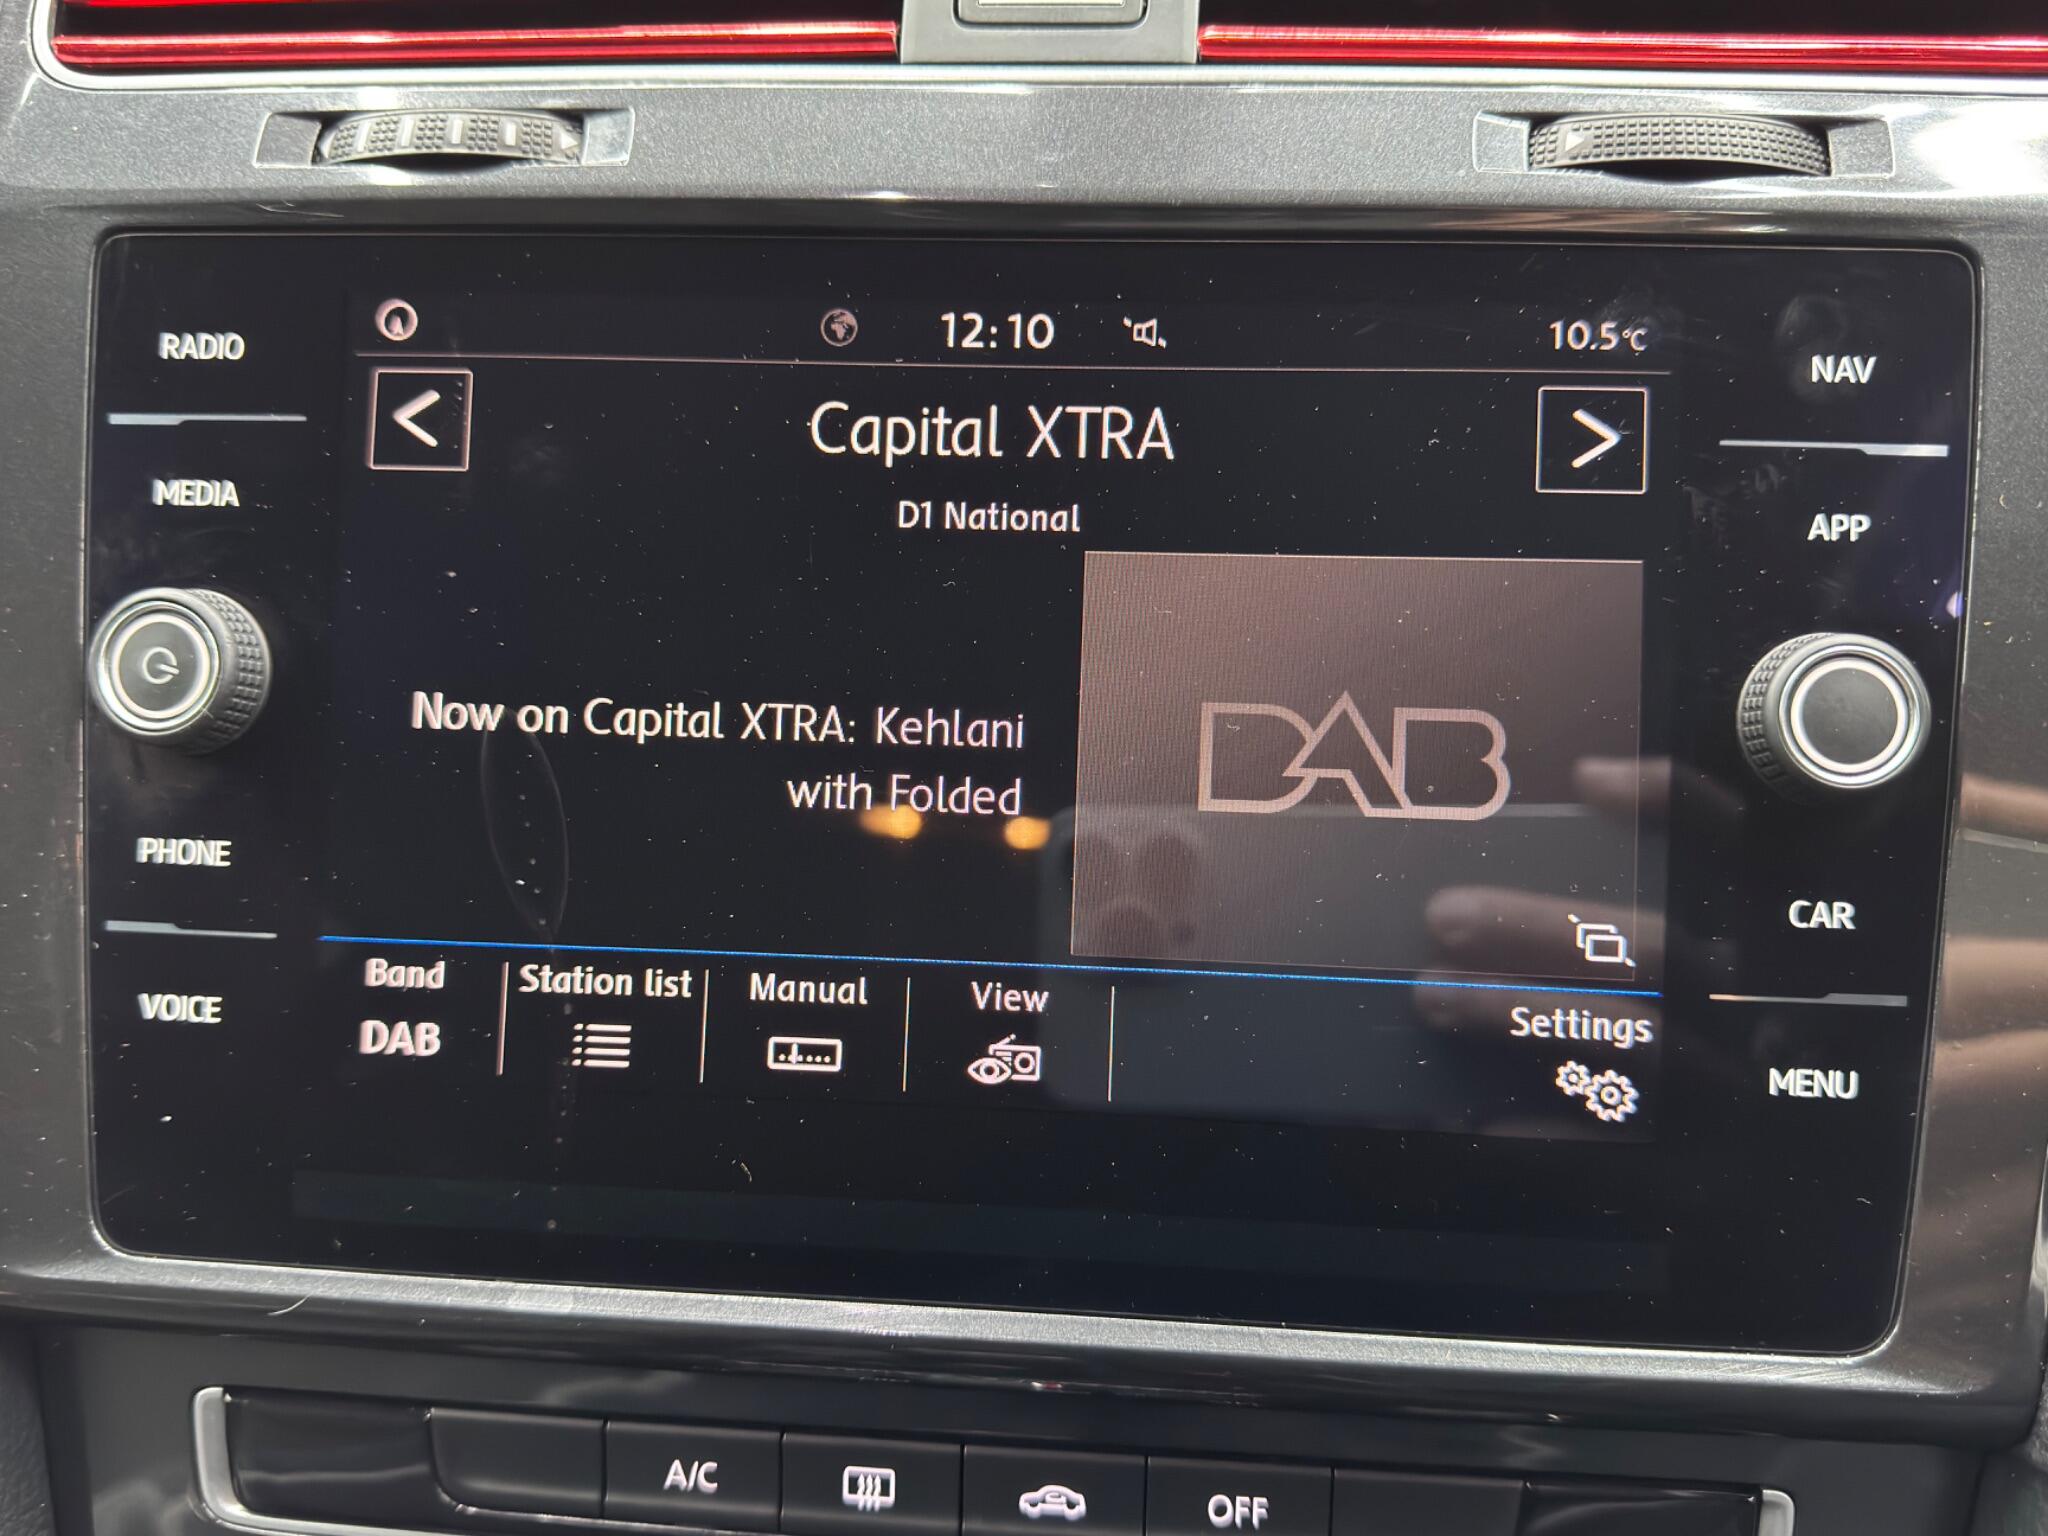 RADIO
MEDIA
PHONE
VOICE
12:10
10.5°C
Capital XTRA
D1 National
Now on Capital XTRA: Kehlani
with Folded
DAB
Band
DAB
Station list
Manual
View
Settings
NAV
APP
CAR
MENU
A/C
OFF